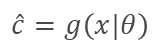 ĉ = g(x|θ)